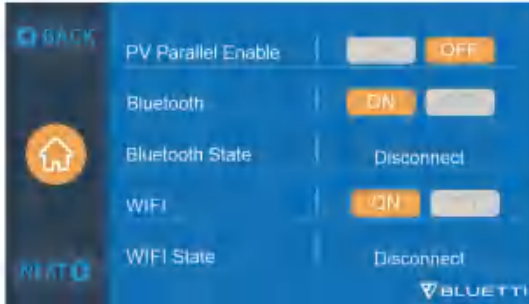 BACK
PV Parallel Enable OFF
Bluetooth ON
Bluetooth State Disconnect
WIFI ON
WIFI State Disconnect
NEXT
BLUETTI